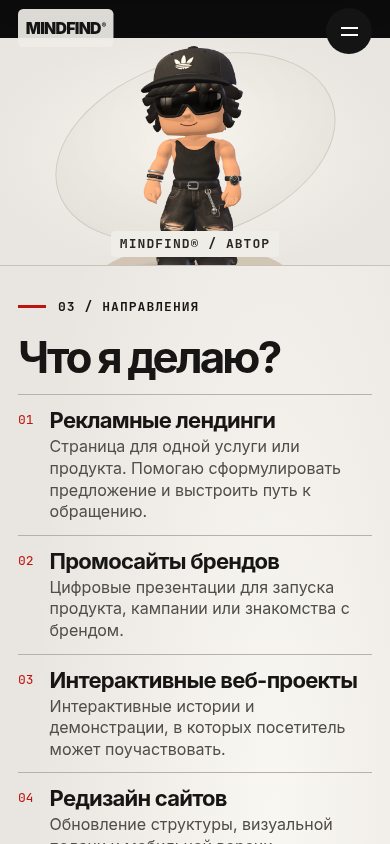 MINDFIND®
MINDFIND® / АВТОР
03 / НАПРАВЛЕНИЯ
Что я делаю?
01 Рекламные лендинги
Страница для одной услуги или
продукта. Помогаю сформулировать
предложение и выстроить путь к
обращению.
02 Промосайты брендов
Цифровые презентации для запуска
продукта, кампании или знакомства с
брендом.
03 Интерактивные веб-проекты
Интерактивные истории и
демонстрации, в которых посетитель
может поучаствовать.
04 Редизайн сайтов
Обновление структуры, визуальной